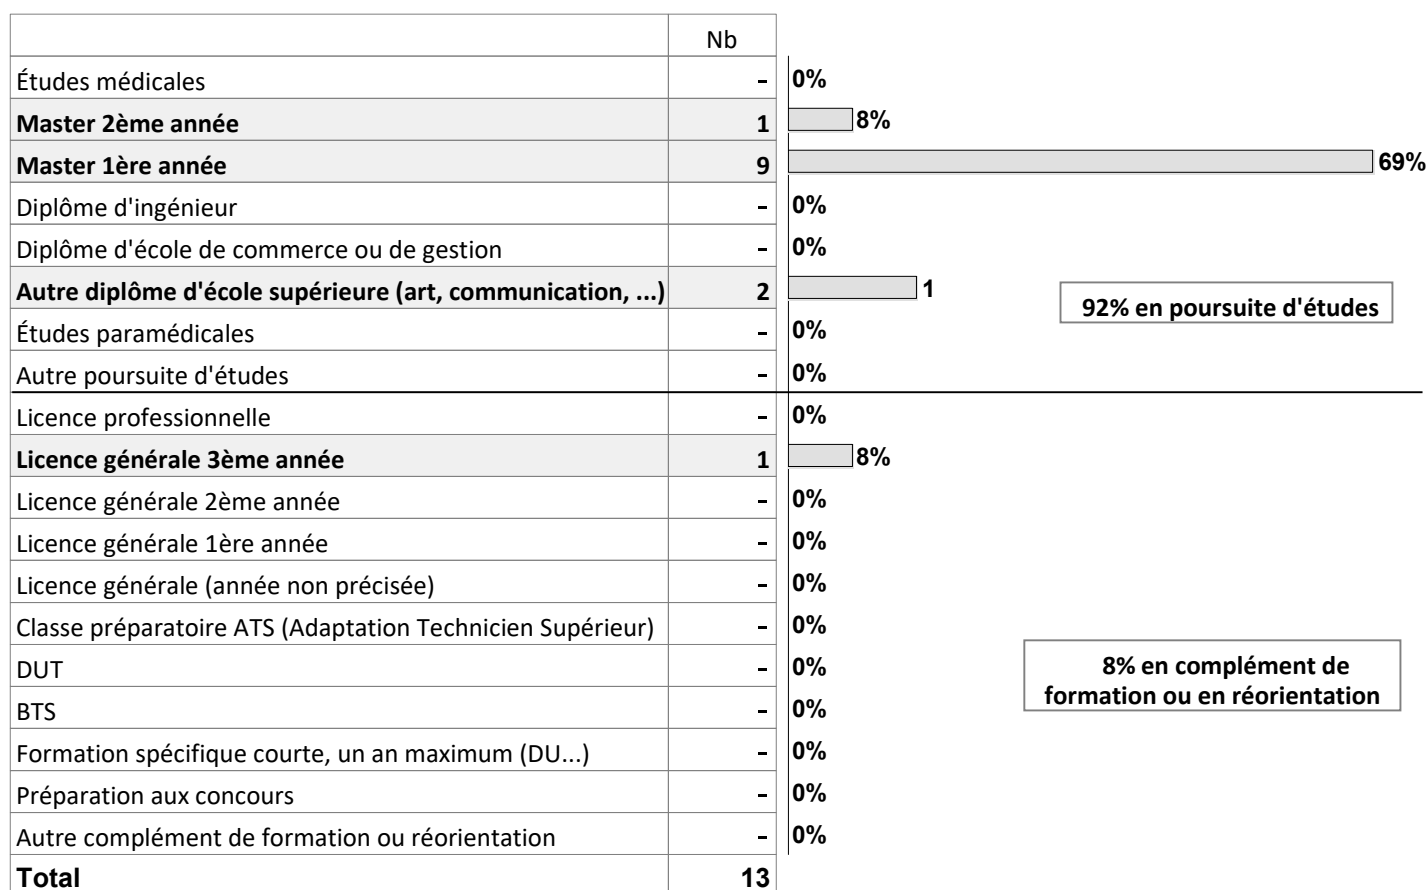 Nb
Études médicales - 0%
Master 2ème année 1 8%
Master 1ère année 9 69%
Diplôme d'ingénieur - 0%
Diplôme d'école de commerce ou de gestion - 0%
Autre diplôme d'école supérieure (art, communication, ...) 2 1
92% en poursuite d'études
Études paramédicales - 0%
Autre poursuite d'études - 0%
Licence professionnelle - 0%
Licence générale 3ème année 1 8%
Licence générale 2ème année - 0%
Licence générale 1ère année - 0%
Licence générale (année non précisée) - 0%
Classe préparatoire ATS (Adaptation Technicien Supérieur) - 0%
DUT - 0%
8% en complément de
formation ou en réorientation
BTS - 0%
Formation spécifique courte, un an maximum (DU...) - 0%
Préparation aux concours - 0%
Autre complément de formation ou réorientation - 0%
Total 13